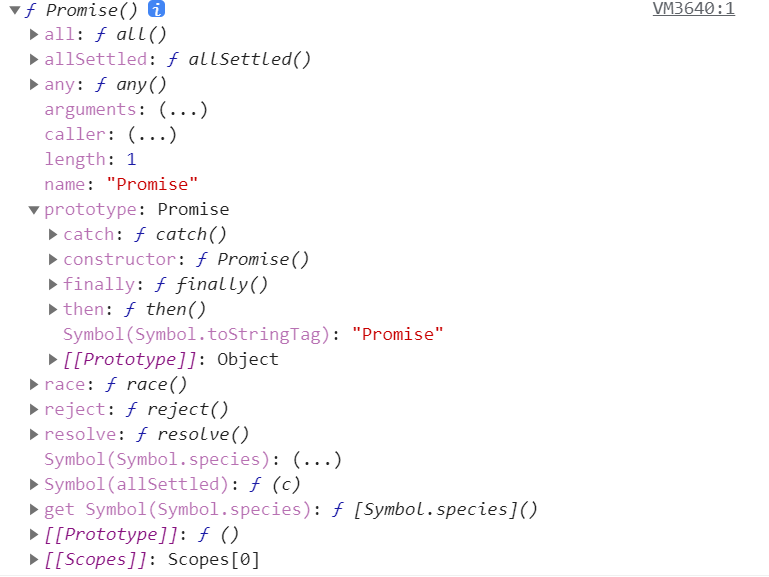 ƒ Promise() i VM3640:1
all: ƒ all()
allSettled: ƒ allSettled()
any: ƒ any()
arguments: (...)
caller: (...)
length: 1
name: "Promise"
prototype: Promise
catch: ƒ catch()
constructor: ƒ Promise()
finally: ƒ finally()
then: ƒ then()
Symbol(Symbol.toStringTag): "Promise"
[[Prototype]]: Object
race: ƒ race()
reject: ƒ reject()
resolve: ƒ resolve()
Symbol(Symbol.species): (...)
Symbol(allSettled): ƒ (c)
get Symbol(Symbol.species): ƒ [Symbol.species]()
[[Prototype]]: ƒ ()
[[Scopes]]: Scopes[0]